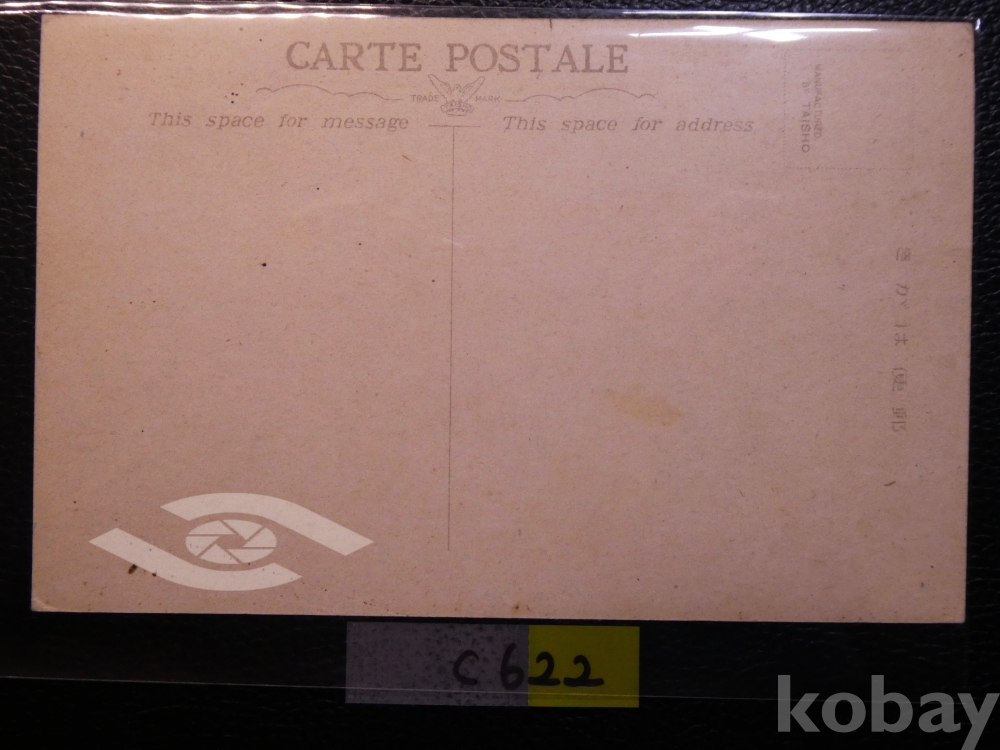 CARTE POSTALE
TRADE MARK
This space for message
This space for address
MANUFACTURED
BY TAISHO
C622
kobay